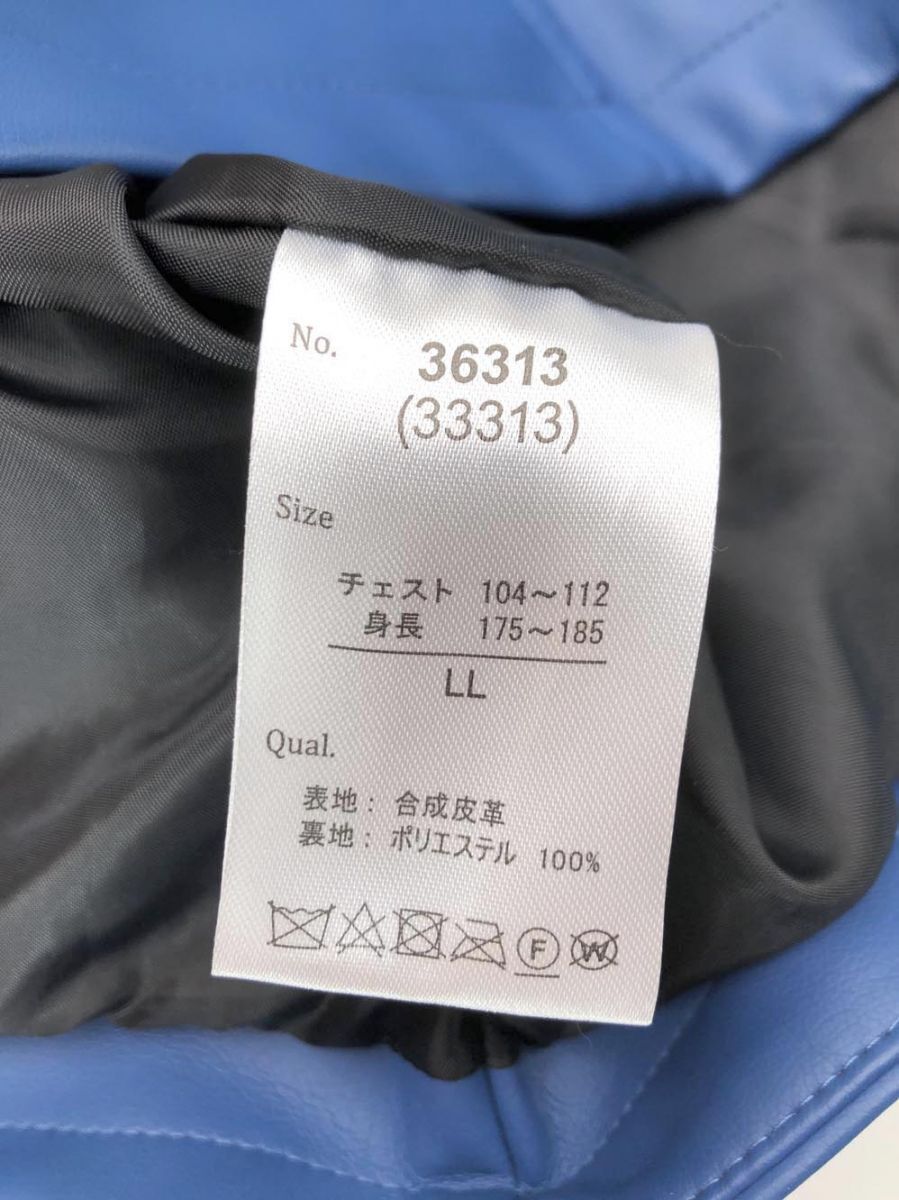 No. 36313
(33313)
Size
チェスト 104～112
身長 175～185
LL
Qual.
表地：合成皮革
裏地：ポリエステル 100%
F W